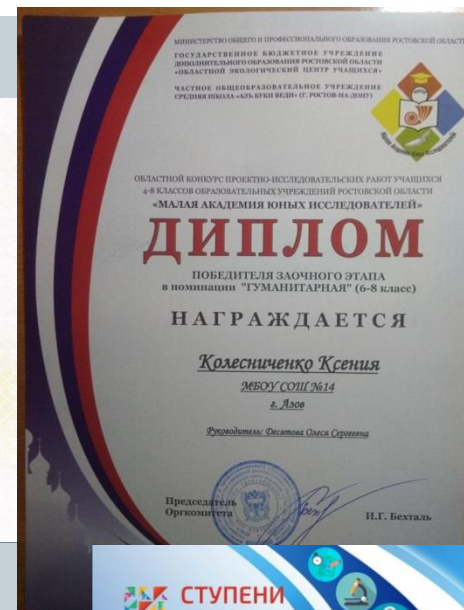 МИНИСТЕРСТВО ОБЩЕГО И ПРОФЕССИОНАЛЬНОГО ОБРАЗОВАНИЯ РОСТОВСКОЙ ОБЛАСТИ
ГОСУДАРСТВЕННОЕ БЮДЖЕТНОЕ УЧРЕЖДЕНИЕ
ДОПОЛНИТЕЛЬНОГО ОБРАЗОВАНИЯ РОСТОВСКОЙ ОБЛАСТИ
«ОБЛАСТНОЙ ЭКОЛОГИЧЕСКИЙ ЦЕНТР УЧАЩИХСЯ»
ЧАСТНОЕ ОБЩЕОБРАЗОВАТЕЛЬНОЕ УЧРЕЖДЕНИЕ
СРЕДНЯЯ ШКОЛА «АЗЪ БУКИ ВЕДИ» (Г. РОСТОВ-НА-ДОНУ)
ОБЛАСТНОЙ КОНКУРС ПРОЕКТНО-ИССЛЕДОВАТЕЛЬСКИХ РАБОТ УЧАЩИХСЯ
4-8 КЛАССОВ ОБРАЗОВАТЕЛЬНЫХ УЧРЕЖДЕНИЙ РОСТОВСКОЙ ОБЛАСТИ
«МАЛАЯ АКАДЕМИЯ ЮНЫХ ИССЛЕДОВАТЕЛЕЙ»
ДИПЛОМ
ПОБЕДИТЕЛЯ ЗАОЧНОГО ЭТАПА
в номинации "ГУМАНИТАРНАЯ" (6-8 класс)
НАГРАЖДАЕТСЯ
Колесниченко Ксения
МБОУ СОШ №14
г. Азов
Руководитель: Десятова Олеся Сергеевна
Председатель
Оргкомитета
И.Г. Бехталь
СТУПЕНИ